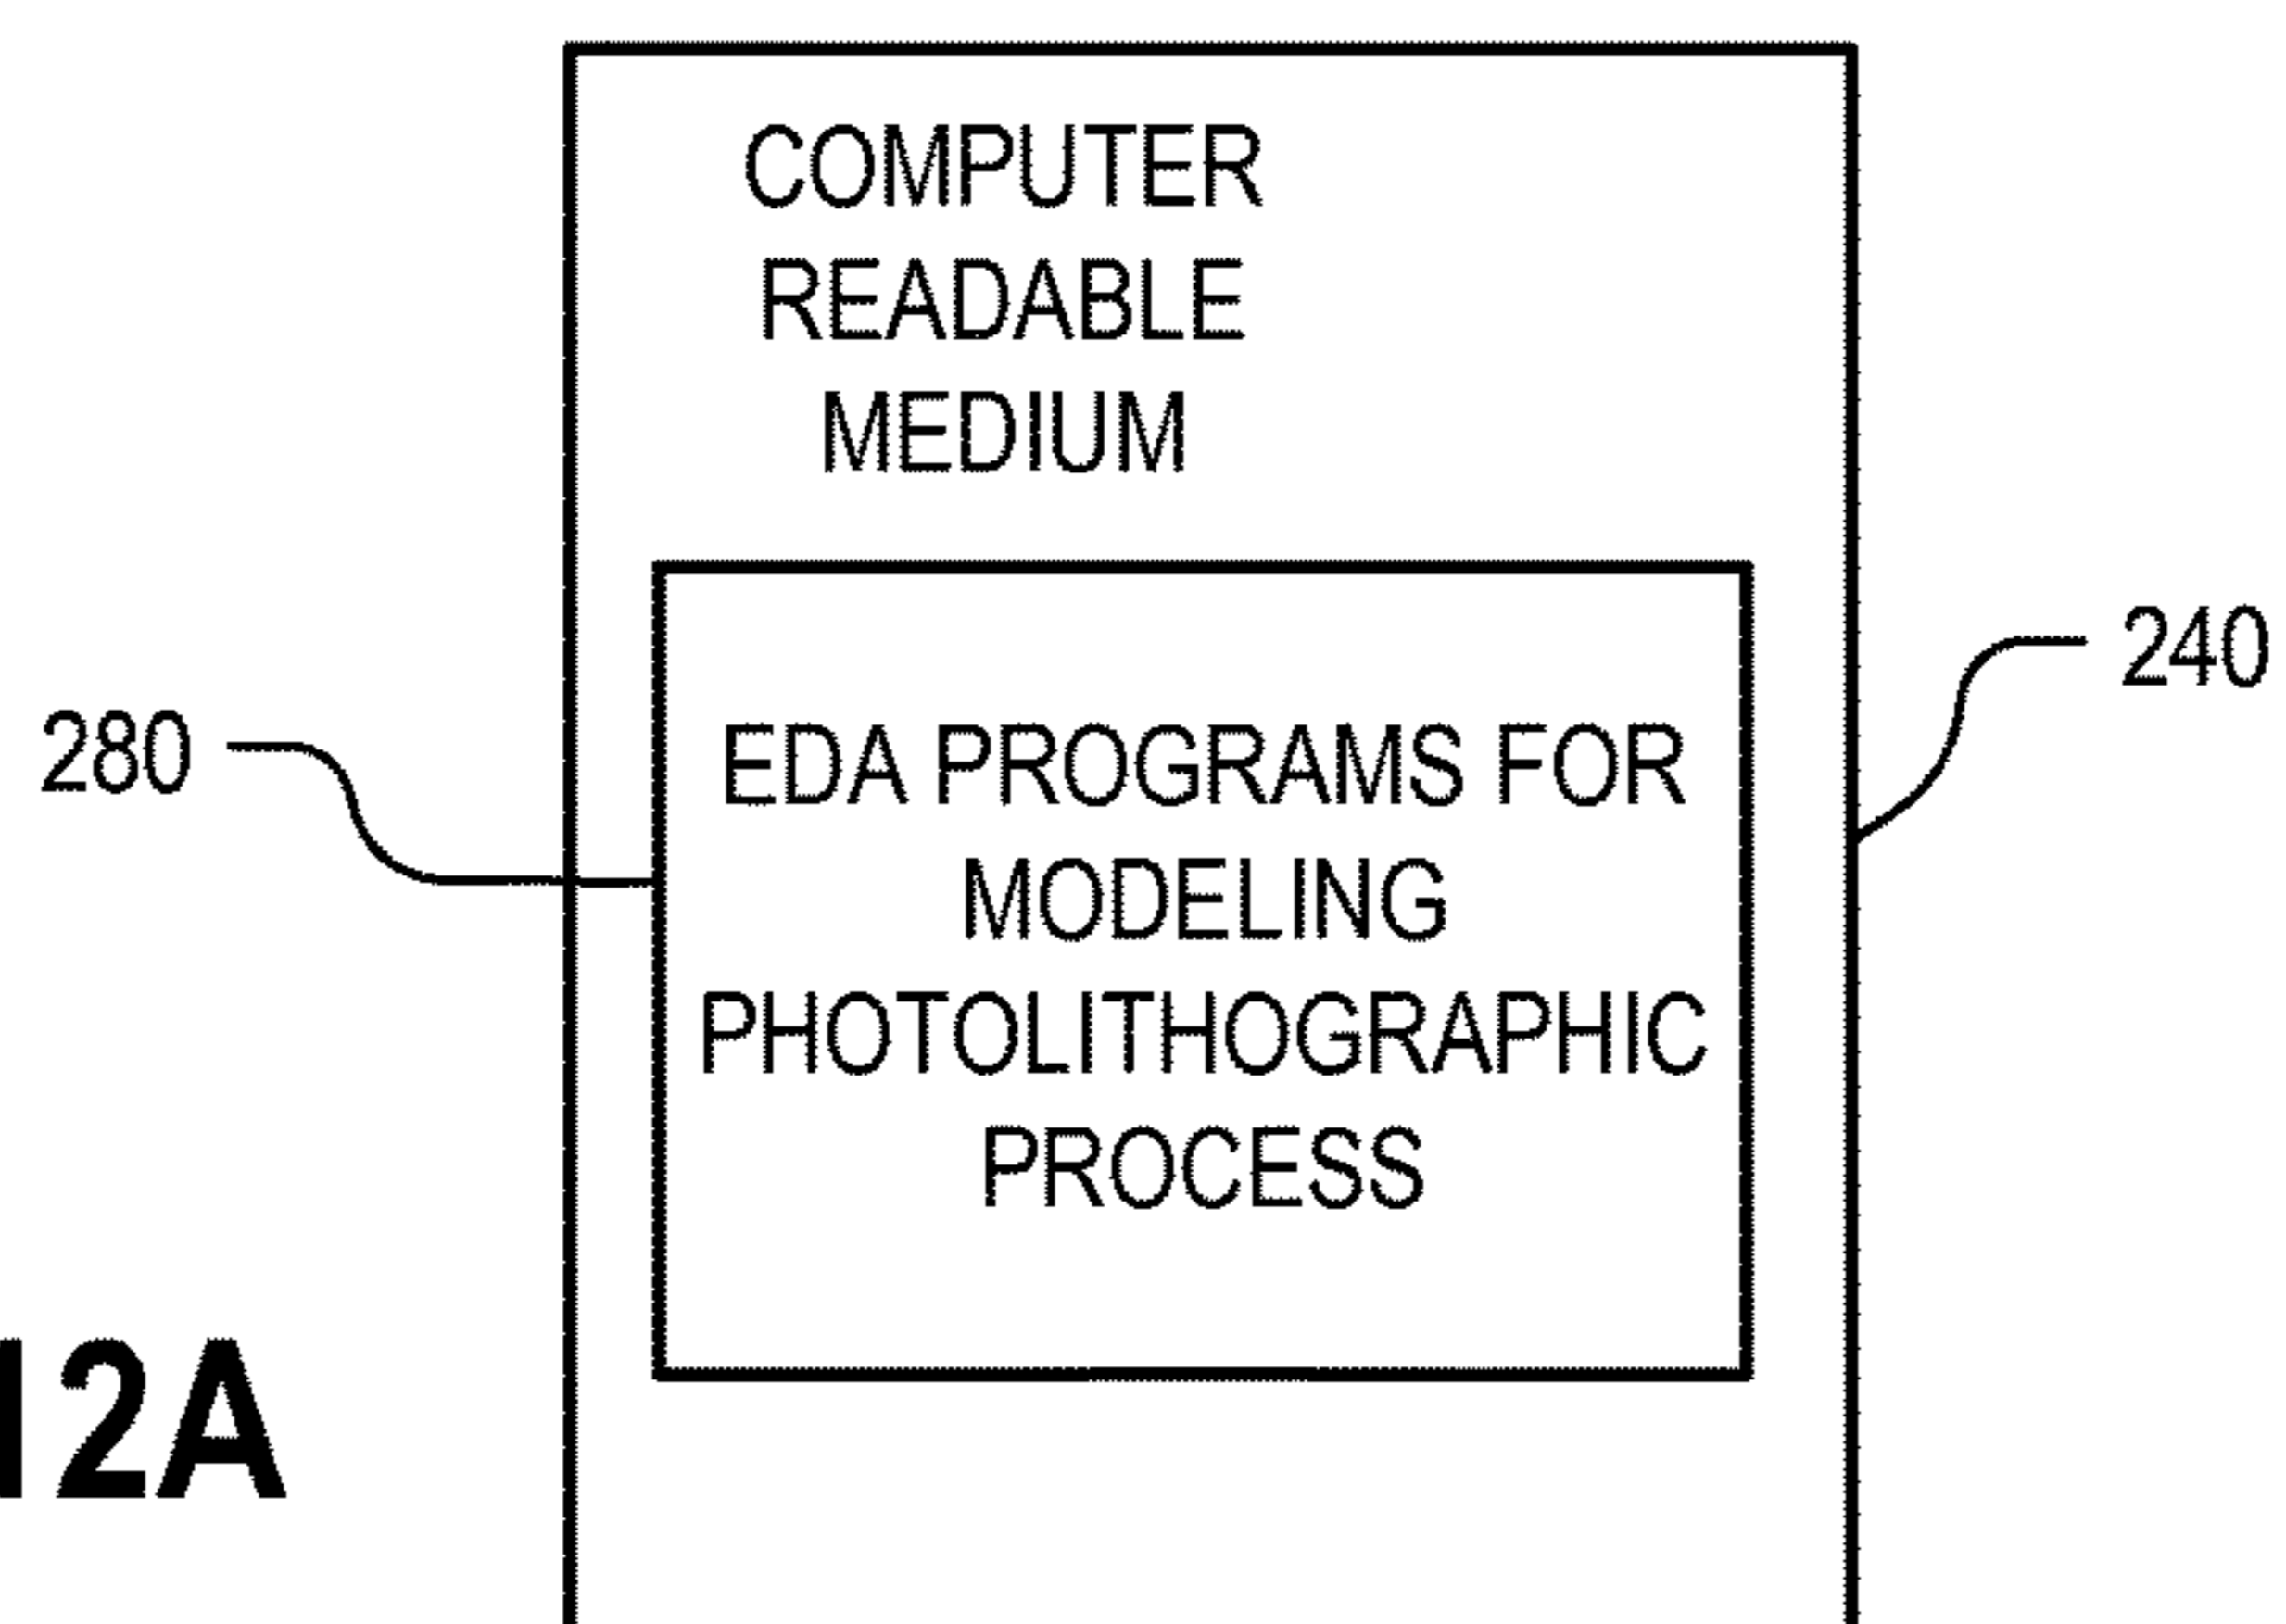 COMPUTER
READABLE
MEDIUM
240
280
EDA PROGRAMS FOR
MODELING
PHOTOLITHOGRAPHIC
PROCESS
12A